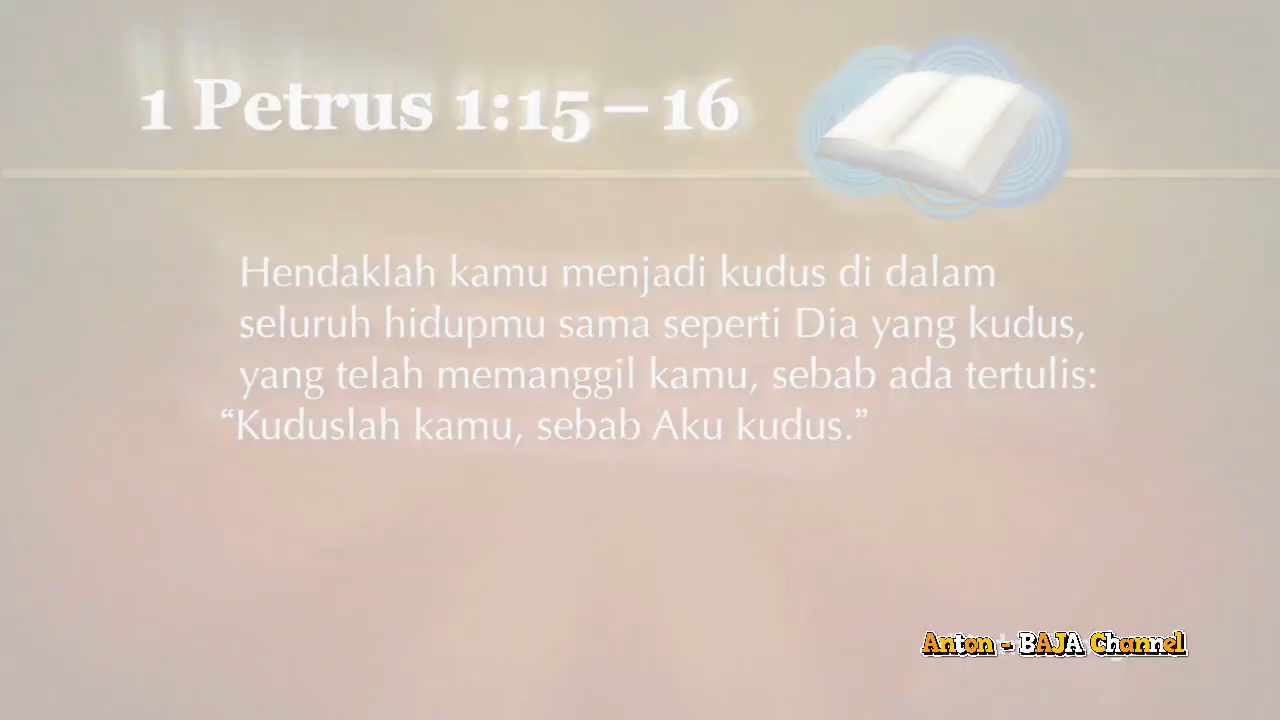 1 Petrus 1:15–16
Hendaklah kamu menjadi kudus di dalam
seluruh hidupmu sama seperti Dia yang kudus,
yang telah memanggil kamu, sebab ada tertulis:
“Kuduslah kamu, sebab Aku kudus.”
Anton - BAJA Channel